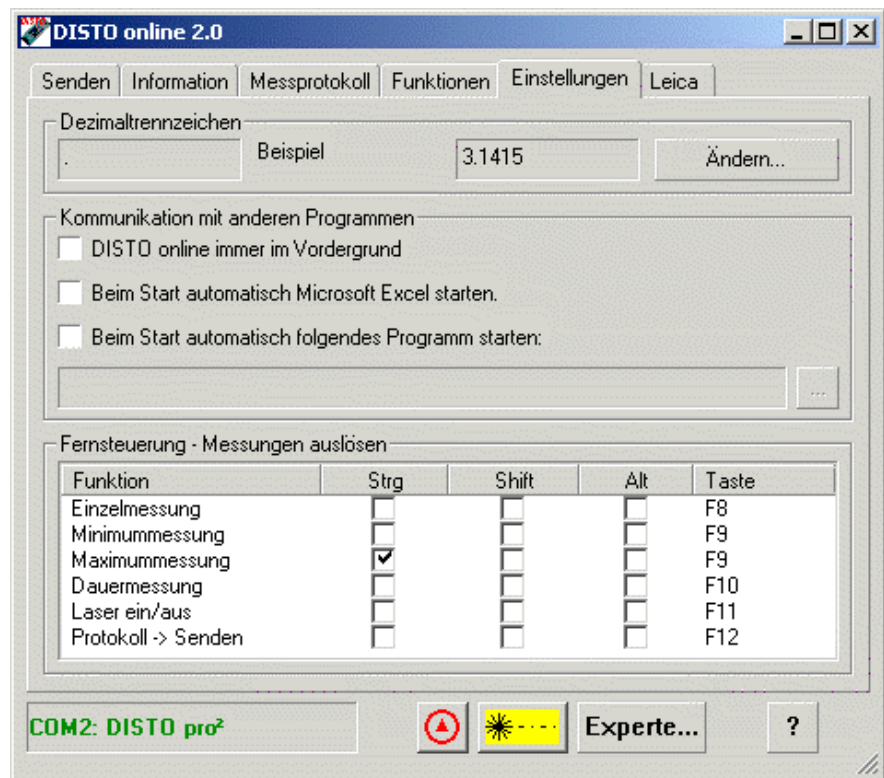 DISTO online 2.0
Senden Information Messprotokoll Funktionen Einstellungen Leica
Dezimaltrennzeichen
. Beispiel 3.1415 Ändern...
Kommunikation mit anderen Programmen
DISTO online immer im Vordergrund
Beim Start automatisch Microsoft Excel starten.
Beim Start automatisch folgendes Programm starten:
...
Fernsteuerung - Messungen auslösen
Funktion Strg Shift Alt Taste
Einzelmessung F8
Minimummessung F9
Maximummessung F9
Dauermessung F10
Laser ein/aus F11
Protokoll -> Senden F12
COM2: DISTO pro² Experte... ?